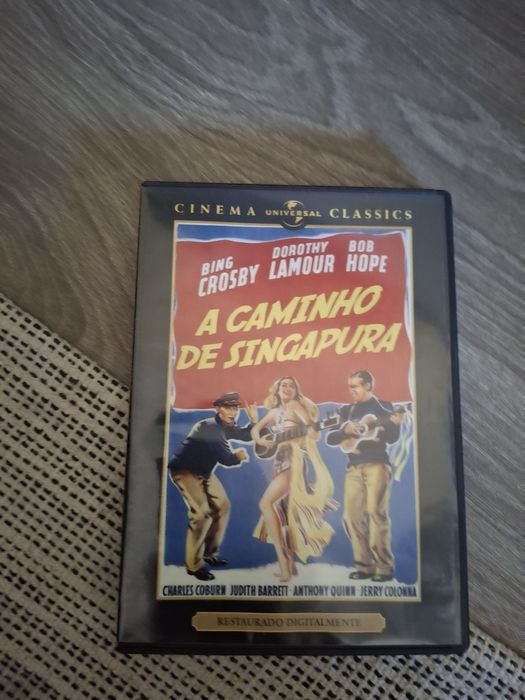 CINEMA UNIVERSAL CLASSICS
BING CROSBY DOROTHY LAMOUR BOB HOPE
A CAMINHO
DE SINGAPURA
CHARLES COBURN · JUDITH BARRETT · ANTHONY QUINN · JERRY COLONNA
RESTAURADO DIGITALMENTE